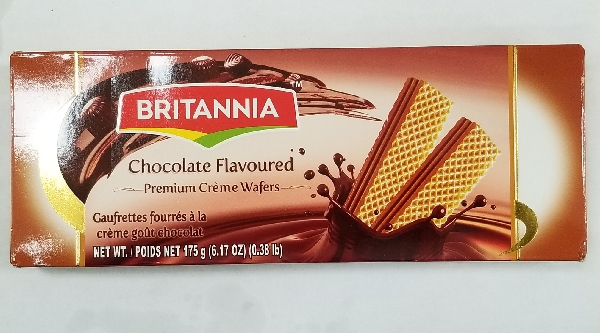 TM
BRITANNIA
Chocolate Flavoured
Premium Crème Wafers
Gaufrettes fourrés à la
crème goût chocolat
NET WT. / POIDS NET 175 g (6.17 OZ) (0.38 lb)